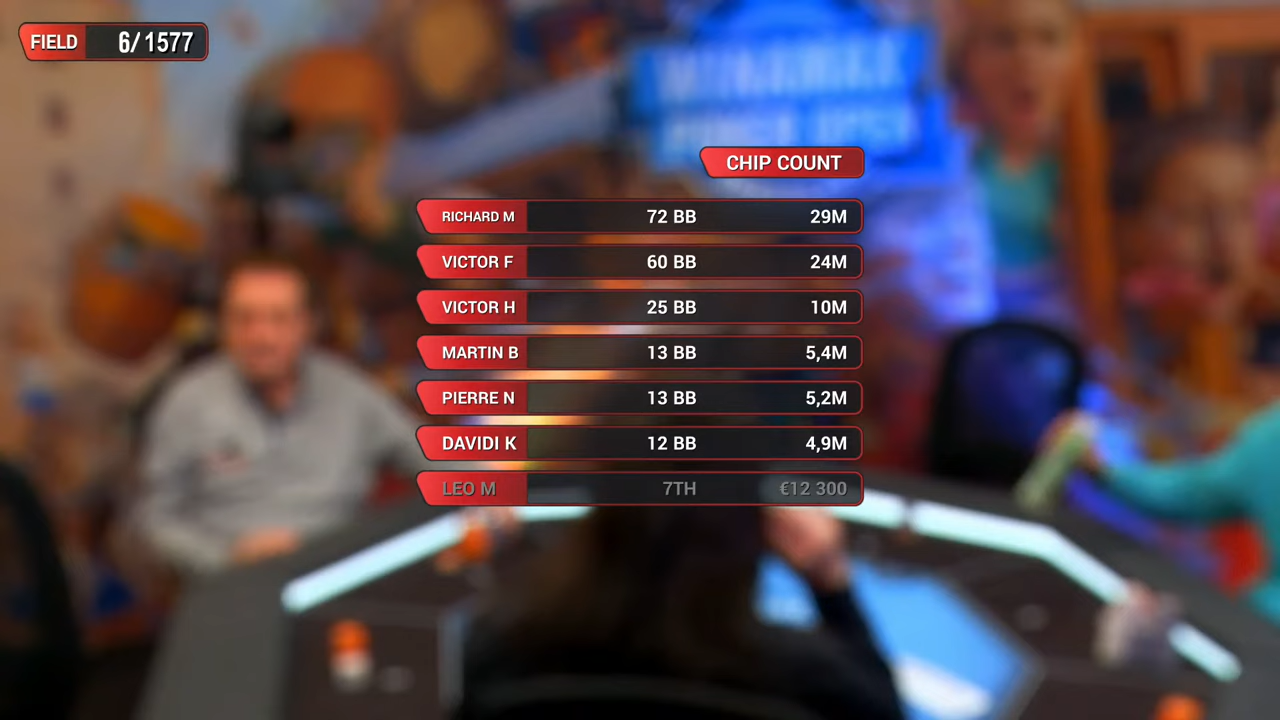 FIELD 6/1577
CHIP COUNT
RICHARD M 72 BB 29M
VICTOR F 60 BB 24M
VICTOR H 25 BB 10M
MARTIN B 13 BB 5,4M
PIERRE N 13 BB 5,2M
DAVIDI K 12 BB 4,9M
LEO M 7TH €12 300